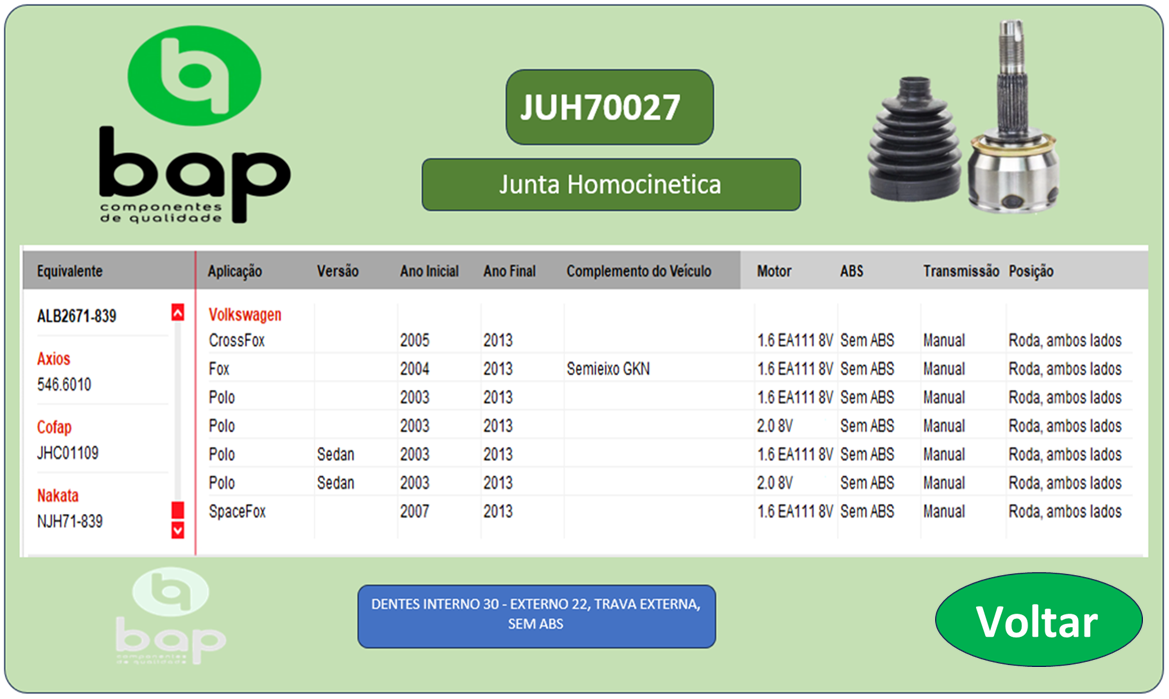 bap
componentes
de qualidade
JUH70027
Junta Homocinetica
Equivalente Aplicação Versão Ano Inicial Ano Final Complemento do Veículo Motor ABS Transmissão Posição
ALB2671-839
Axios
546.6010
Cofap
JHC01109
Nakata
NJH71-839
Volkswagen
CrossFox 2005 2013 1.6 EA111 8V Sem ABS Manual Roda, ambos lados
Fox 2004 2013 Semieixo GKN 1.6 EA111 8V Sem ABS Manual Roda, ambos lados
Polo 2003 2013 1.6 EA111 8V Sem ABS Manual Roda, ambos lados
Polo 2003 2013 2.0 8V Sem ABS Manual Roda, ambos lados
Polo Sedan 2003 2013 1.6 EA111 8V Sem ABS Manual Roda, ambos lados
Polo Sedan 2003 2013 2.0 8V Sem ABS Manual Roda, ambos lados
SpaceFox 2007 2013 1.6 EA111 8V Sem ABS Manual Roda, ambos lados
bap
componentes
de qualidade
DENTES INTERNO 30 - EXTERNO 22, TRAVA EXTERNA,
SEM ABS
Voltar